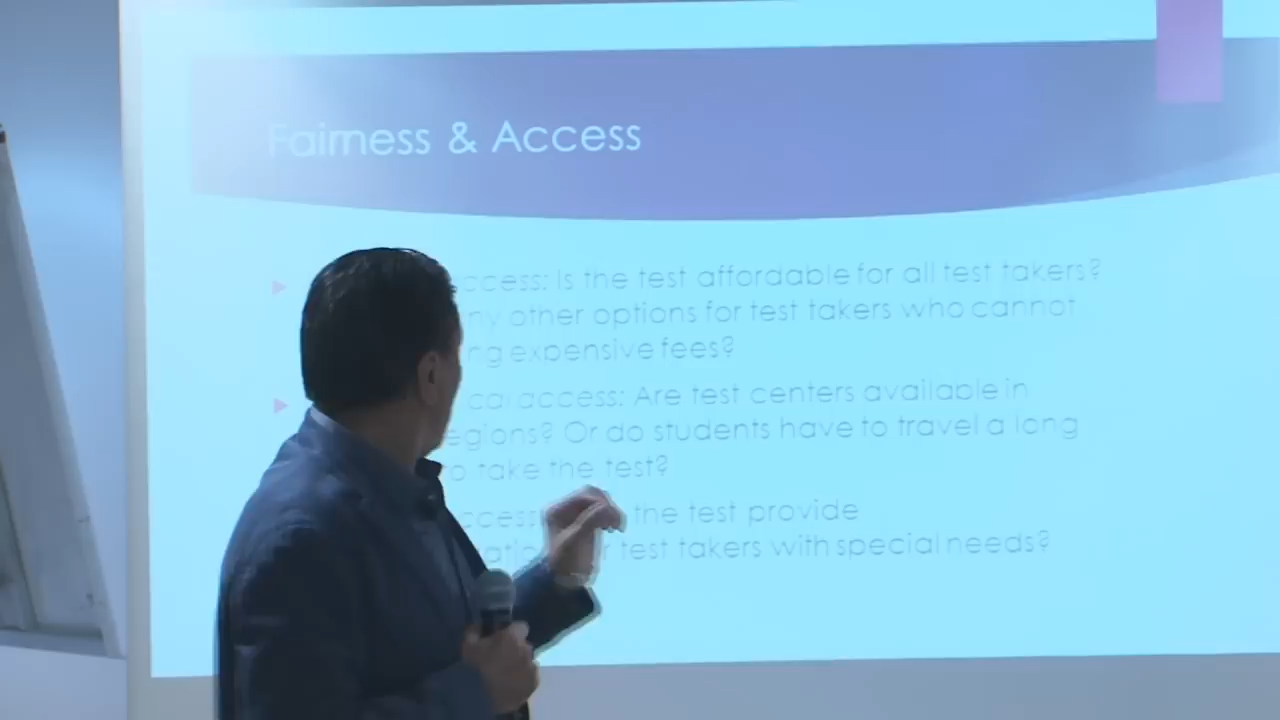 Fairness & Access
ccess: Is the test affordable for all test takers?
ny other options for test takers who cannot
ng expensive fees?
cal access: Are test centers available in
egions? Or do students have to travel a long
o take the test?
ccess the test provide
atio r test takers with special needs?